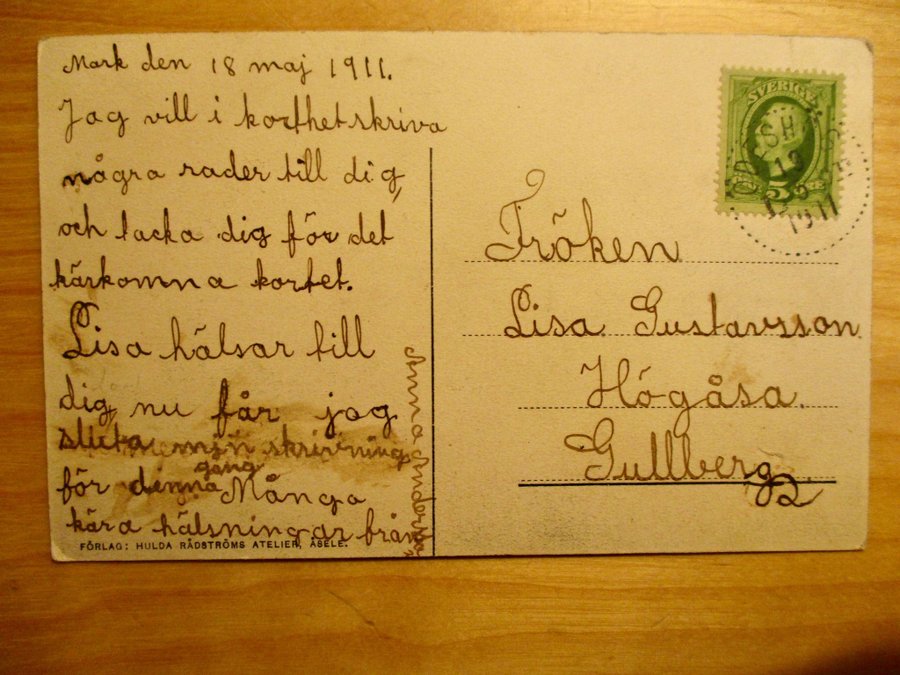 Mark den 18 maj 1911.
Jag vill i korthet skriva
några rader till dig,
och tacka dig för det
kärkomna kortet.
Lisa hälsar till
dig, nu får jag
sluta min skrivning
för denna gång Många
kära hälsningar från
Anna Andersson
FÖRLAG: HULDA RÅDSTRÖMS ATELIER, ÅSELE.
SVERIGE
5
1911
Fröken
Lisa Gustavsson
Högåsa.
Gullberg